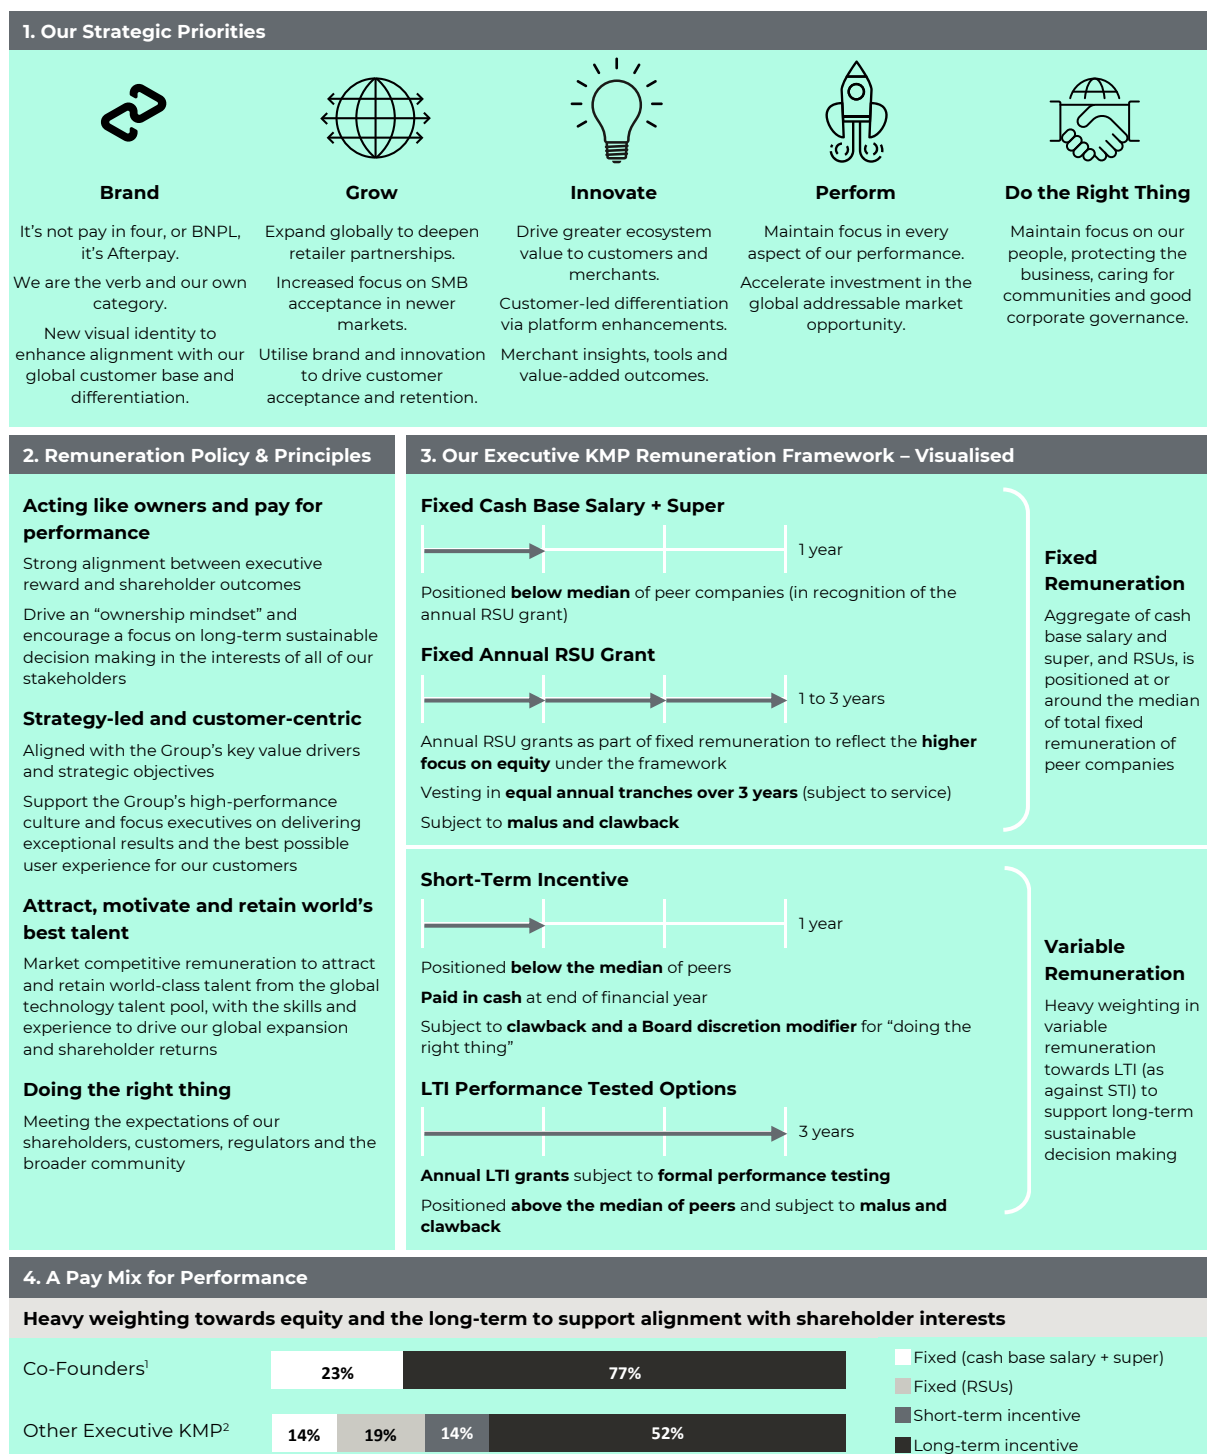 1. Our Strategic Priorities
Brand
It’s not pay in four, or BNPL,
it’s Afterpay.
We are the verb and our own
category.
New visual identity to
enhance alignment with our
global customer base and
differentiation.
Grow
Expand globally to deepen
retailer partnerships.
Increased focus on SMB
acceptance in newer
markets.
Utilise brand and innovation
to drive customer
acceptance and retention.
Innovate
Drive greater ecosystem
value to customers and
merchants.
Customer-led differentiation
via platform enhancements.
Merchant insights, tools and
value-added outcomes.
Perform
Maintain focus in every
aspect of our performance.
Accelerate investment in the
global addressable market
opportunity.
Do the Right Thing
Maintain focus on our
people, protecting the
business, caring for
communities and good
corporate governance.
2. Remuneration Policy & Principles
Acting like owners and pay for
performance
Strong alignment between executive
reward and shareholder outcomes
Drive an “ownership mindset” and
encourage a focus on long-term sustainable
decision making in the interests of all of our
stakeholders
Strategy-led and customer-centric
Aligned with the Group’s key value drivers
and strategic objectives
Support the Group’s high-performance
culture and focus executives on delivering
exceptional results and the best possible
user experience for our customers
Attract, motivate and retain world’s
best talent
Market competitive remuneration to attract
and retain world-class talent from the global
technology talent pool, with the skills and
experience to drive our global expansion
and shareholder returns
Doing the right thing
Meeting the expectations of our
shareholders, customers, regulators and the
broader community
3. Our Executive KMP Remuneration Framework – Visualised
Fixed Cash Base Salary + Super
1 year
Positioned below median of peer companies (in recognition of the
annual RSU grant)
Fixed Annual RSU Grant
1 to 3 years
Annual RSU grants as part of fixed remuneration to reflect the higher
focus on equity under the framework
Vesting in equal annual tranches over 3 years (subject to service)
Subject to malus and clawback
Fixed
Remuneration
Aggregate of cash
base salary and
super, and RSUs, is
positioned at or
around the median
of total fixed
remuneration of
peer companies
Short-Term Incentive
1 year
Positioned below the median of peers
Paid in cash at end of financial year
Subject to clawback and a Board discretion modifier for “doing the
right thing”
LTI Performance Tested Options
3 years
Annual LTI grants subject to formal performance testing
Positioned above the median of peers and subject to malus and
clawback
Variable
Remuneration
Heavy weighting in
variable
remuneration
towards LTI (as
against STI) to
support long-term
sustainable
decision making
4. A Pay Mix for Performance
Heavy weighting towards equity and the long-term to support alignment with shareholder interests
Co-Founders¹
23%
77%
Other Executive KMP²
14%
19%
14%
52%
Fixed (cash base salary + super)
Fixed (RSUs)
Short-term incentive
Long-term incentive